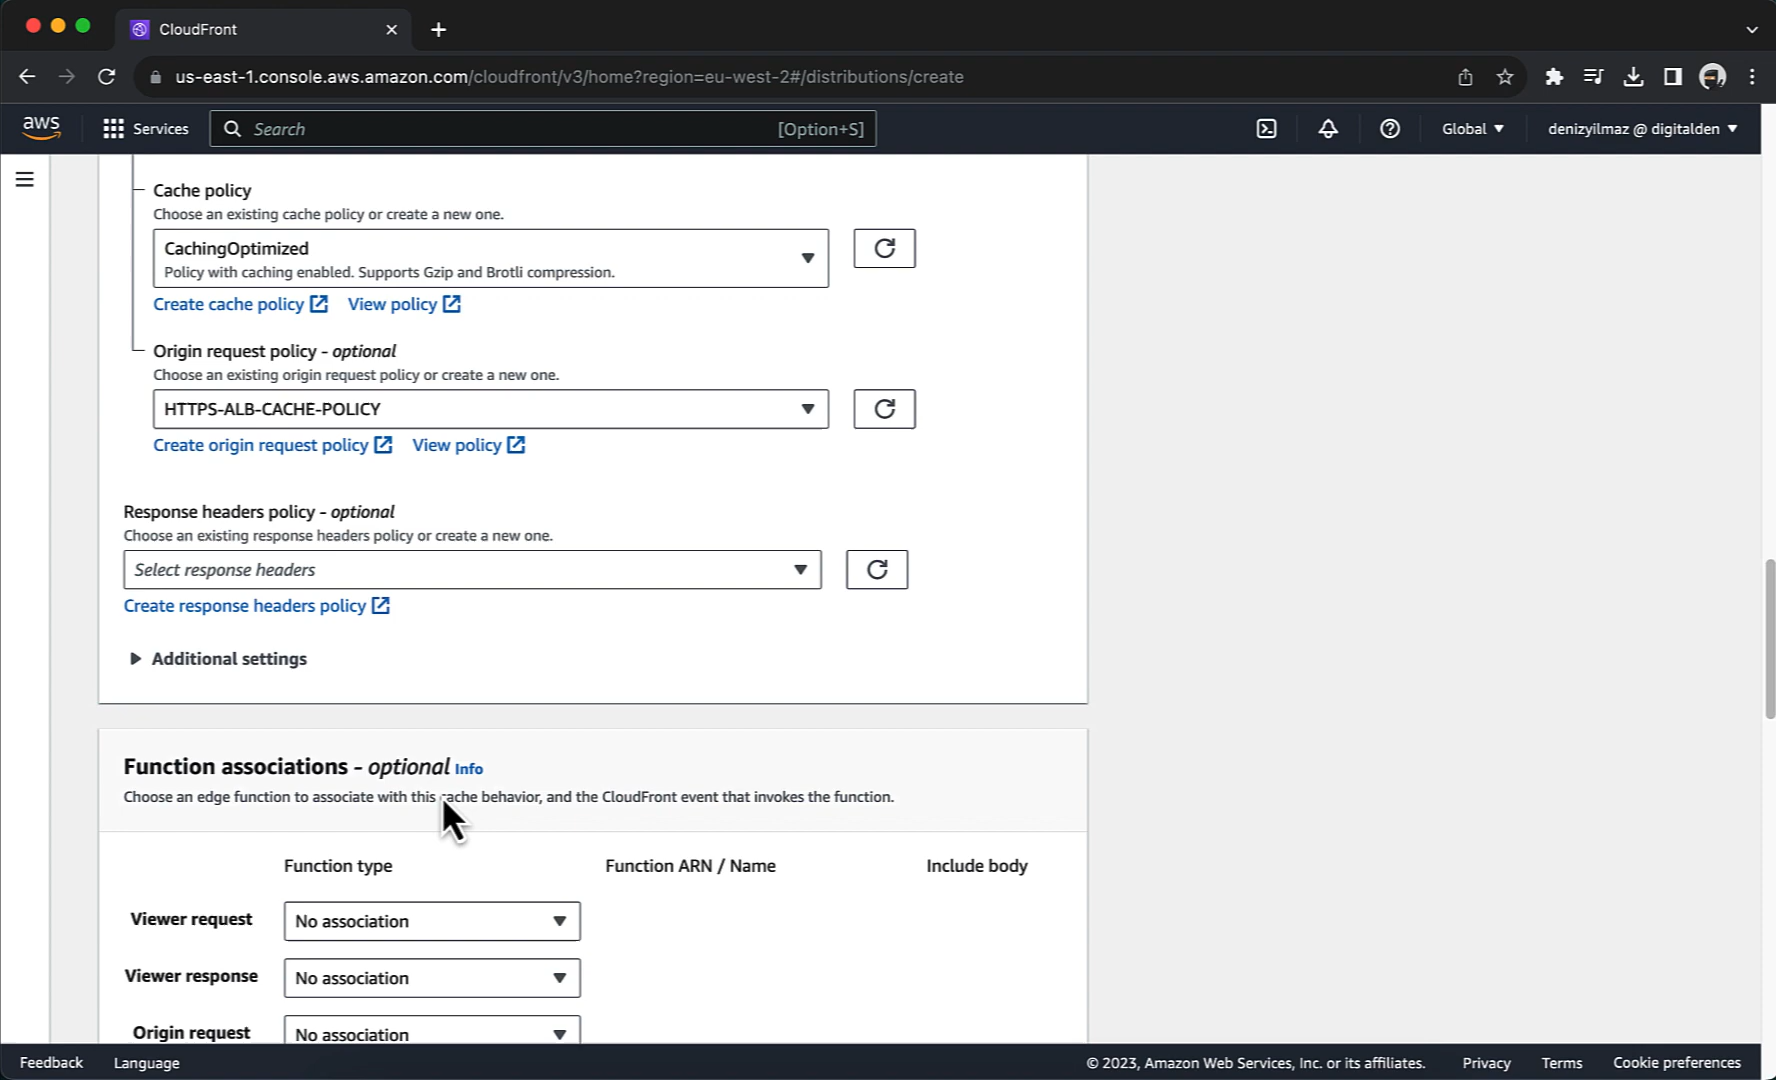 CloudFront
us-east-1.console.aws.amazon.com/cloudfront/v3/home?region=eu-west-2#/distributions/create
aws
Services
Search
[Option+S]
Global
denizyilmaz @ digitalden
Cache policy
Choose an existing cache policy or create a new one.
CachingOptimized
Policy with caching enabled. Supports Gzip and Brotli compression.
Create cache policy
View policy
Origin request policy - optional
Choose an existing origin request policy or create a new one.
HTTPS-ALB-CACHE-POLICY
Create origin request policy
View policy
Response headers policy - optional
Choose an existing response headers policy or create a new one.
Select response headers
Create response headers policy
Additional settings
Function associations - optional Info
Choose an edge function to associate with this cache behavior, and the CloudFront event that invokes the function.
Function type
Function ARN / Name
Include body
Viewer request
No association
Viewer response
No association
Origin request
No association
Feedback
Language
© 2023, Amazon Web Services, Inc. or its affiliates.
Privacy
Terms
Cookie preferences